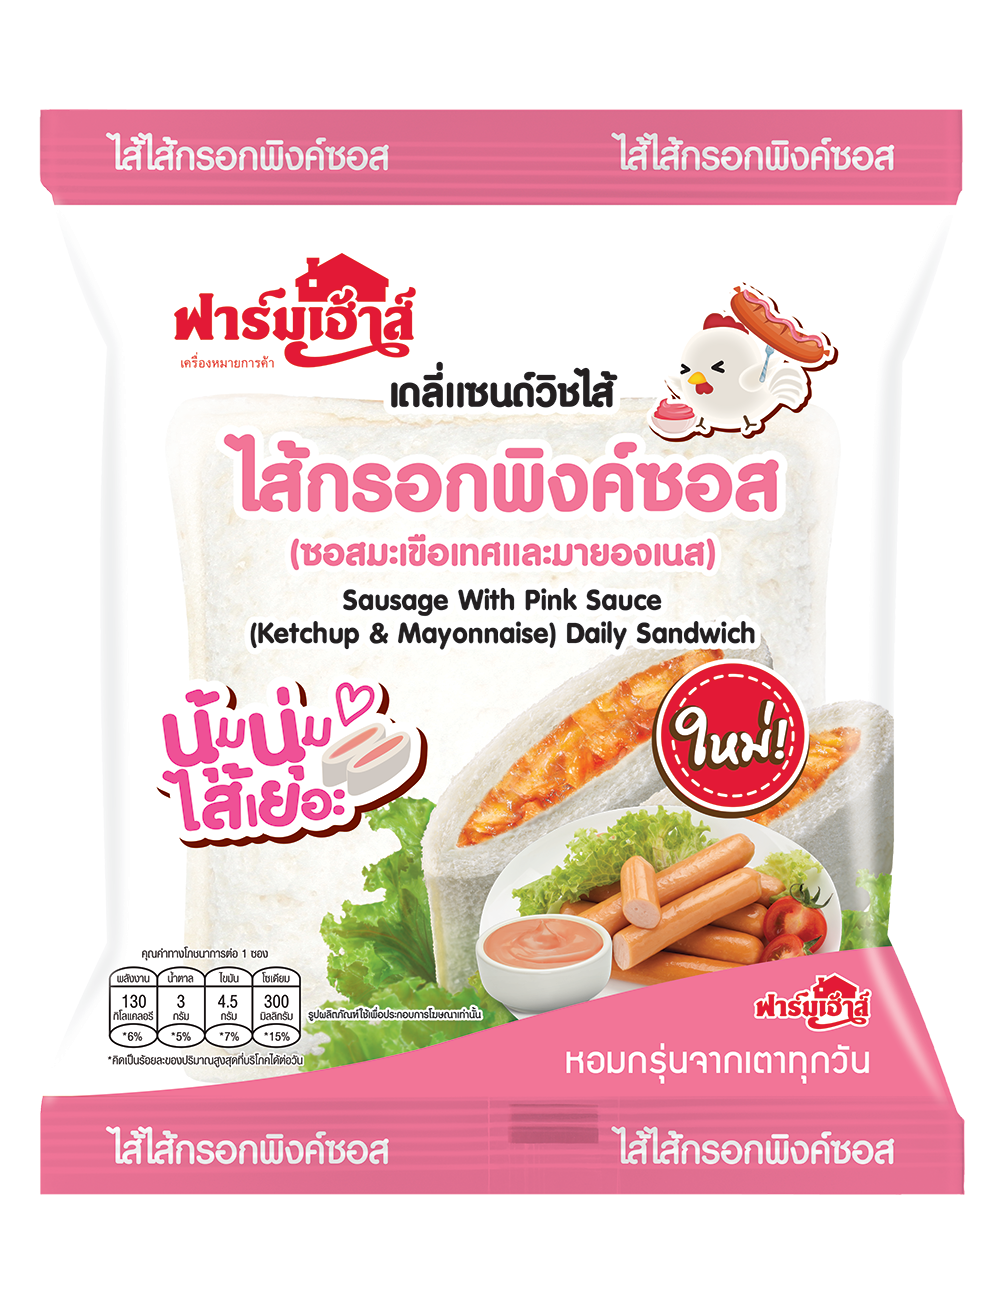 ไส้ไส้กรอกพิงค์ซอส ไส้ไส้กรอกพิงค์ซอส
ฟาร์มเฮ้าส์
เครื่องหมายการค้า
เดลี่แซนด์วิชไส้
ไส้กรอกพิงค์ซอส
(ซอสมะเขือเทศและมายองเนส)
Sausage With Pink Sauce
(Ketchup & Mayonnaise) Daily Sandwich
นุ้มนุ่ม
ไส้เยอะ
ใหม่!
คุณค่าทางโภชนาการต่อ 1 ซอง
พลังงาน น้ำตาล ไขมัน โซเดียม
130 3 4.5 300
กิโลแคลอรี กรัม กรัม มิลลิกรัม
*6% *5% *7% *15%
*คิดเป็นร้อยละของปริมาณสูงสุดที่บริโภคได้ต่อวัน
รูปผลิตภัณฑ์ใช้เพื่อประกอบการโฆษณาเท่านั้น
ฟาร์มเฮ้าส์
หอมกรุ่นจากเตาทุกวัน
ไส้ไส้กรอกพิงค์ซอส ไส้ไส้กรอกพิงค์ซอส